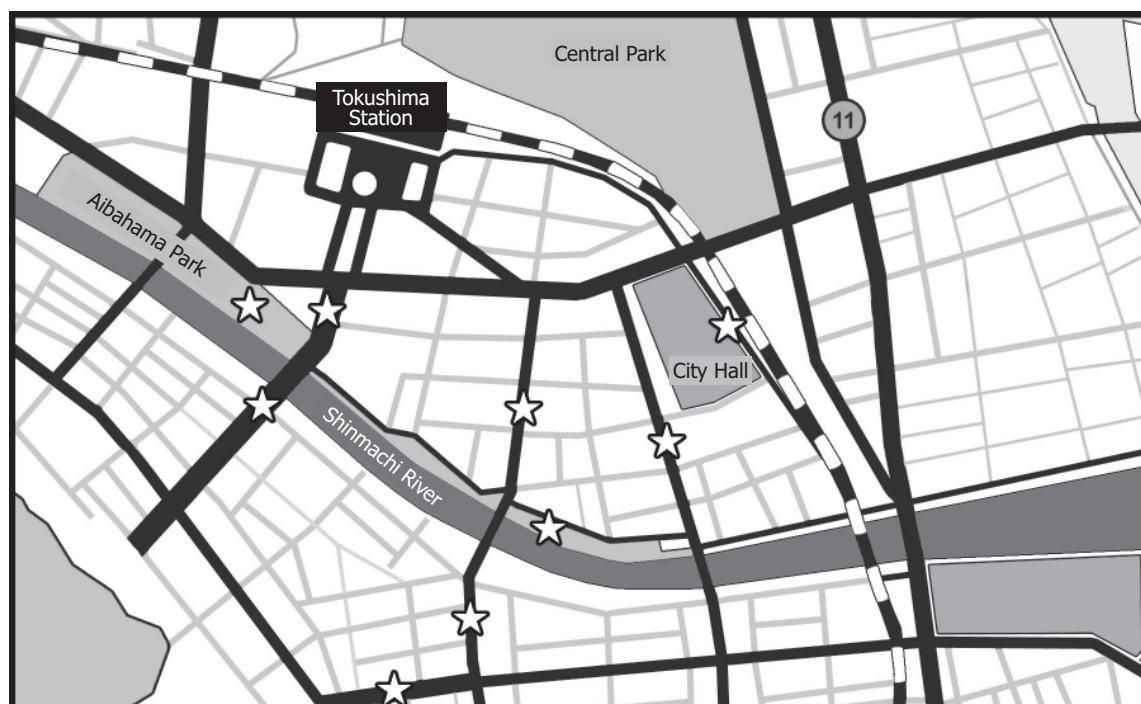 Central Park
Tokushima
Station
11
Aibahama Park
City Hall
Shinmachi River